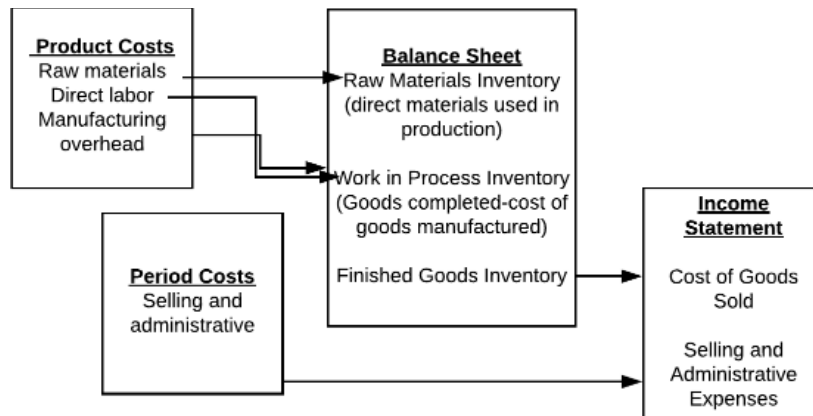 Product Costs
Raw materials
Direct labor
Manufacturing
overhead
Balance Sheet
Raw Materials Inventory
(direct materials used in
production)
Work in Process Inventory
(Goods completed-cost of
goods manufactured)
Finished Goods Inventory
Period Costs
Selling and
administrative
Income
Statement
Cost of Goods
Sold
Selling and
Administrative
Expenses